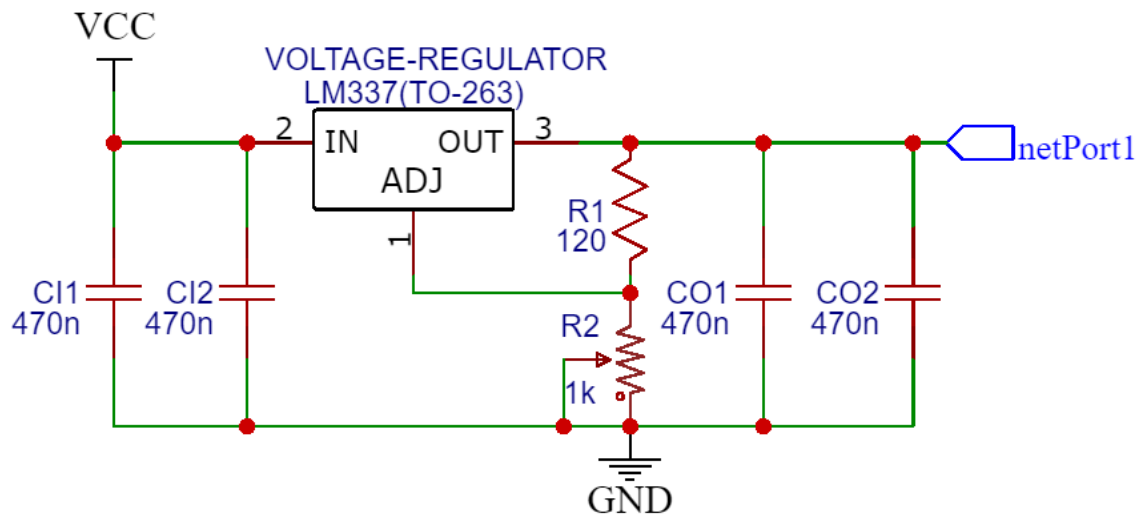 VCC
VOLTAGE-REGULATOR
LM337(TO-263)
2
IN
OUT
3
ADJ
1
netPort1
R1
120
CI1
470n
CI2
470n
R2
1k
CO1
470n
CO2
470n
GND